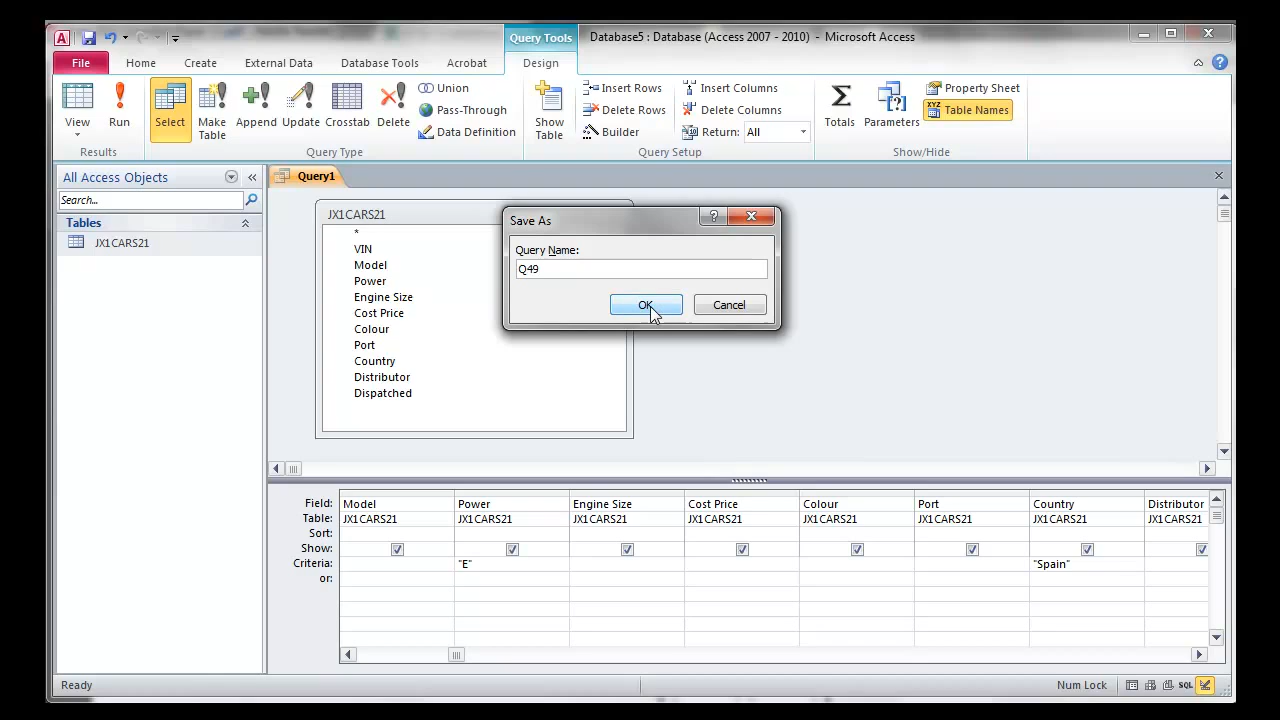 Query Tools
Database5 : Database (Access 2007 - 2010) - Microsoft Access
File Home Create External Data Database Tools Acrobat Design
View
Run
Select
Make Table
Append
Update
Crosstab
Delete
Union
Pass-Through
Data Definition
Show Table
Insert Rows
Delete Rows
Builder
Insert Columns
Delete Columns
Return: All
Totals
Parameters
Property Sheet
Table Names
Results
Query Type
Query Setup
Show/Hide
All Access Objects
Search...
Tables
JX1CARS21
Query1
JX1CARS21
*
VIN
Model
Power
Engine Size
Cost Price
Colour
Port
Country
Distributor
Dispatched
Save As
Query Name:
Q49
OK
Cancel
Field: Model Power Engine Size Cost Price Colour Port Country Distributor
Table: JX1CARS21 JX1CARS21 JX1CARS21 JX1CARS21 JX1CARS21 JX1CARS21 JX1CARS21 JX1CARS21
Sort:
Show:
Criteria: "E" "Spain"
or:
Ready
Num Lock
SQL